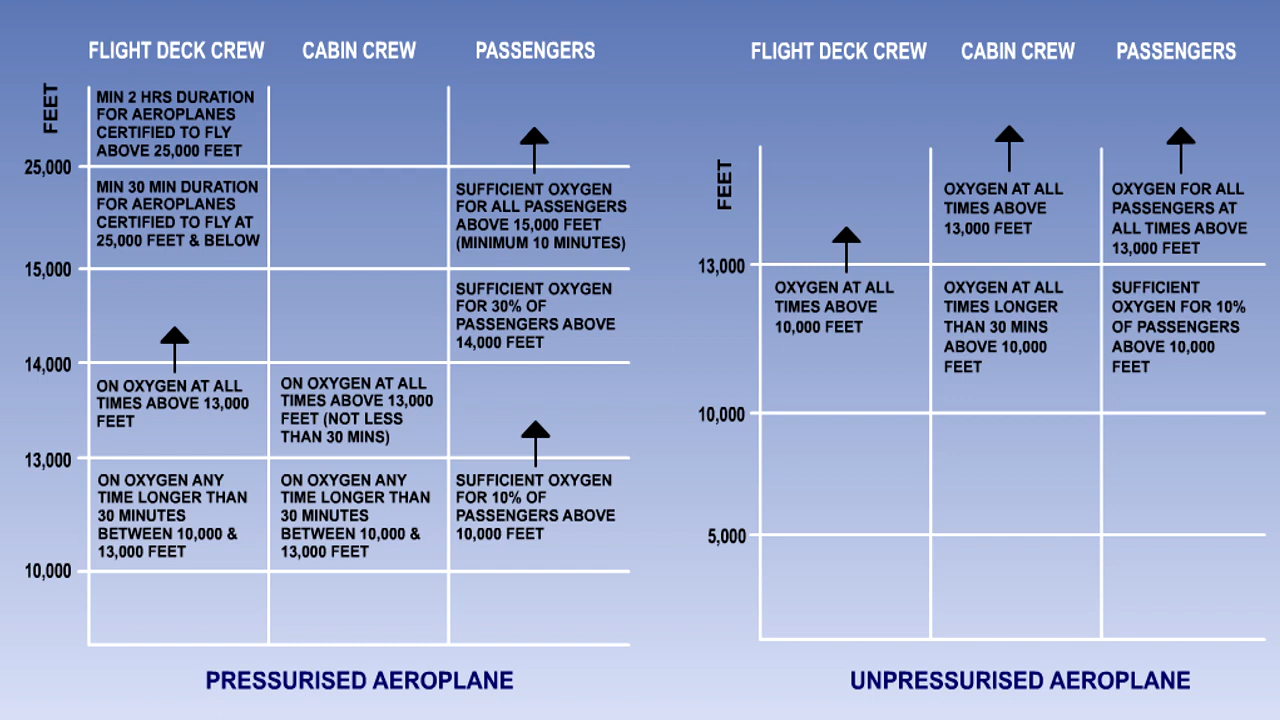 FLIGHT DECK CREW
CABIN CREW
PASSENGERS
FEET
MIN 2 HRS DURATION
FOR AEROPLANES
CERTIFIED TO FLY
ABOVE 25,000 FEET
25,000
MIN 30 MIN DURATION
FOR AEROPLANES
CERTIFIED TO FLY AT
25,000 FEET & BELOW
SUFFICIENT OXYGEN
FOR ALL PASSENGERS
ABOVE 15,000 FEET
(MINIMUM 10 MINUTES)
15,000
SUFFICIENT OXYGEN
FOR 30% OF
PASSENGERS ABOVE
14,000 FEET
14,000
ON OXYGEN AT ALL
TIMES ABOVE 13,000
FEET
ON OXYGEN AT ALL
TIMES ABOVE 13,000
FEET (NOT LESS
THAN 30 MINS)
13,000
ON OXYGEN ANY
TIME LONGER THAN
30 MINUTES
BETWEEN 10,000 &
13,000 FEET
ON OXYGEN ANY
TIME LONGER THAN
30 MINUTES
BETWEEN 10,000 &
13,000 FEET
SUFFICIENT OXYGEN
FOR 10% OF
PASSENGERS ABOVE
10,000 FEET
10,000
PRESSURISED AEROPLANE
FLIGHT DECK CREW
CABIN CREW
PASSENGERS
FEET
OXYGEN AT ALL
TIMES ABOVE
13,000 FEET
OXYGEN FOR ALL
PASSENGERS AT
ALL TIMES ABOVE
13,000 FEET
13,000
OXYGEN AT ALL
TIMES ABOVE
10,000 FEET
OXYGEN AT ALL
TIMES LONGER
THAN 30 MINS
ABOVE 10,000
FEET
SUFFICIENT
OXYGEN FOR 10%
OF PASSENGERS
ABOVE 10,000
FEET
10,000
5,000
UNPRESSURISED AEROPLANE